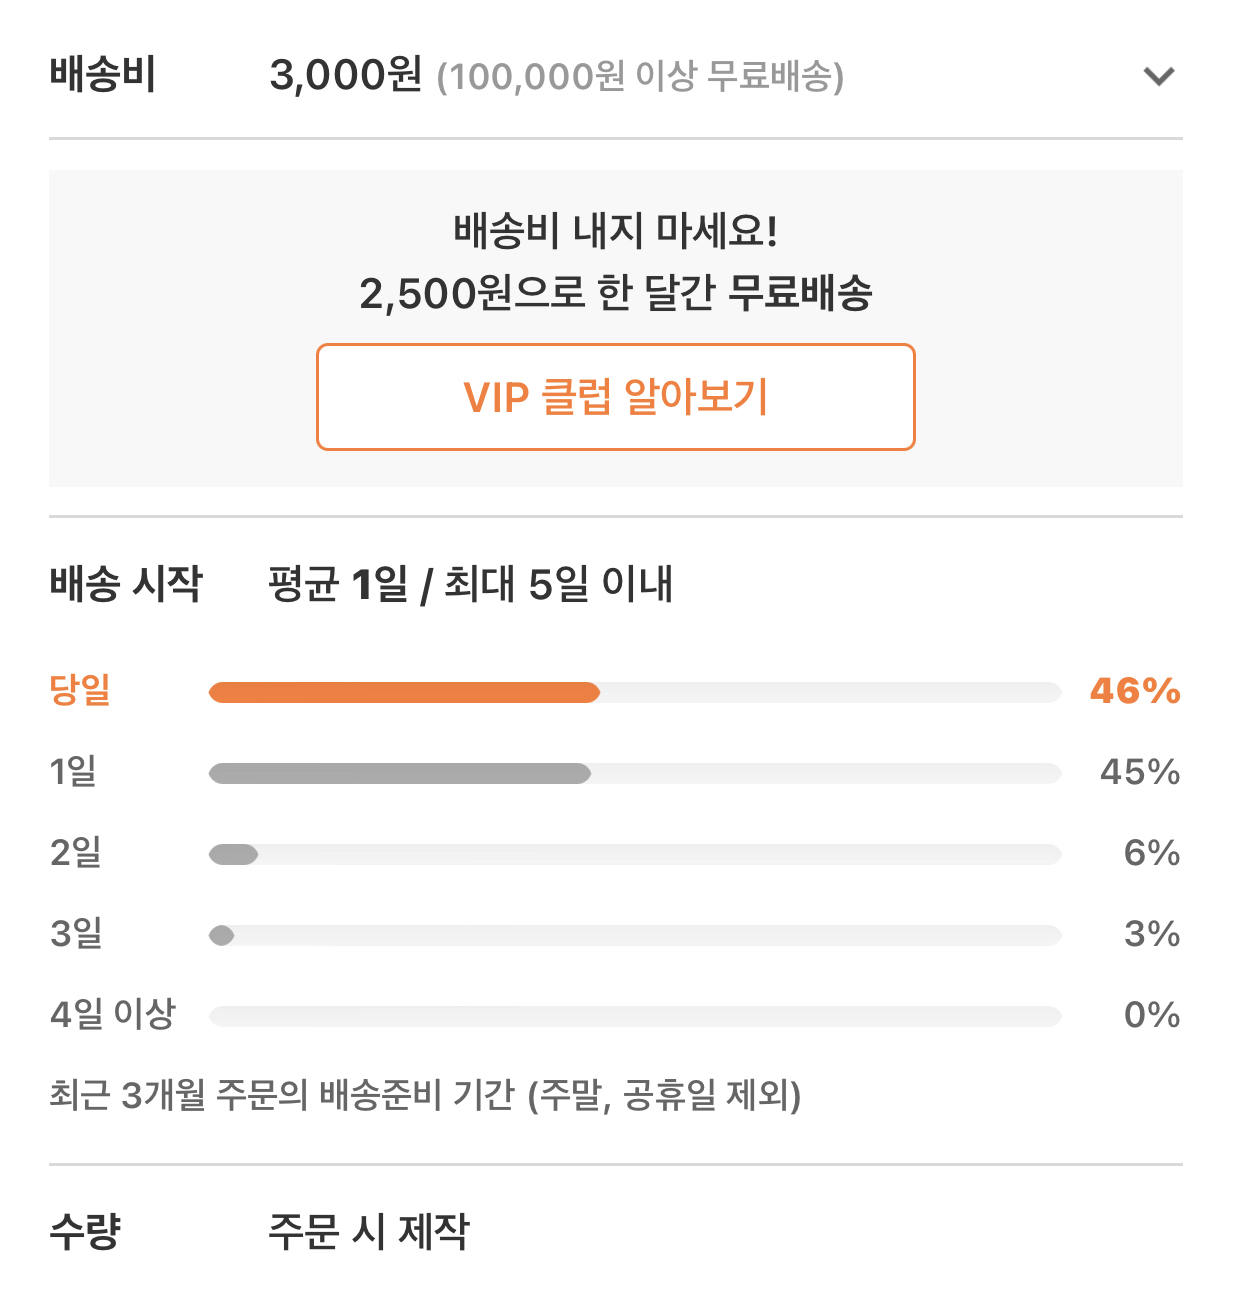 배송비 3,000원 (100,000원 이상 무료배송)
배송비 내지 마세요!
2,500원으로 한 달간 무료배송
VIP 클럽 알아보기
배송 시작 평균 1일 / 최대 5일 이내
당일 46%
1일 45%
2일 6%
3일 3%
4일 이상 0%
최근 3개월 주문의 배송준비 기간 (주말, 공휴일 제외)
수량 주문 시 제작